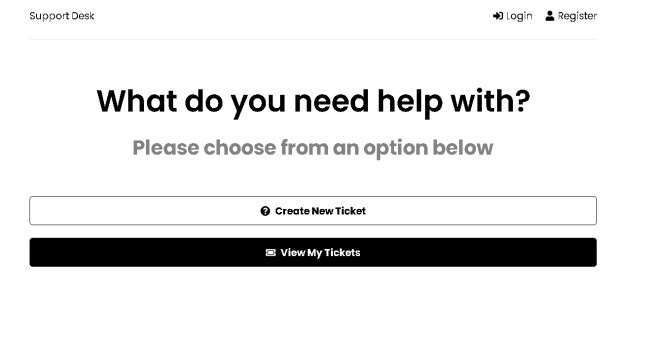 Support Desk
Login
Register
What do you need help with?
Please choose from an option below
Create New Ticket
View My Tickets